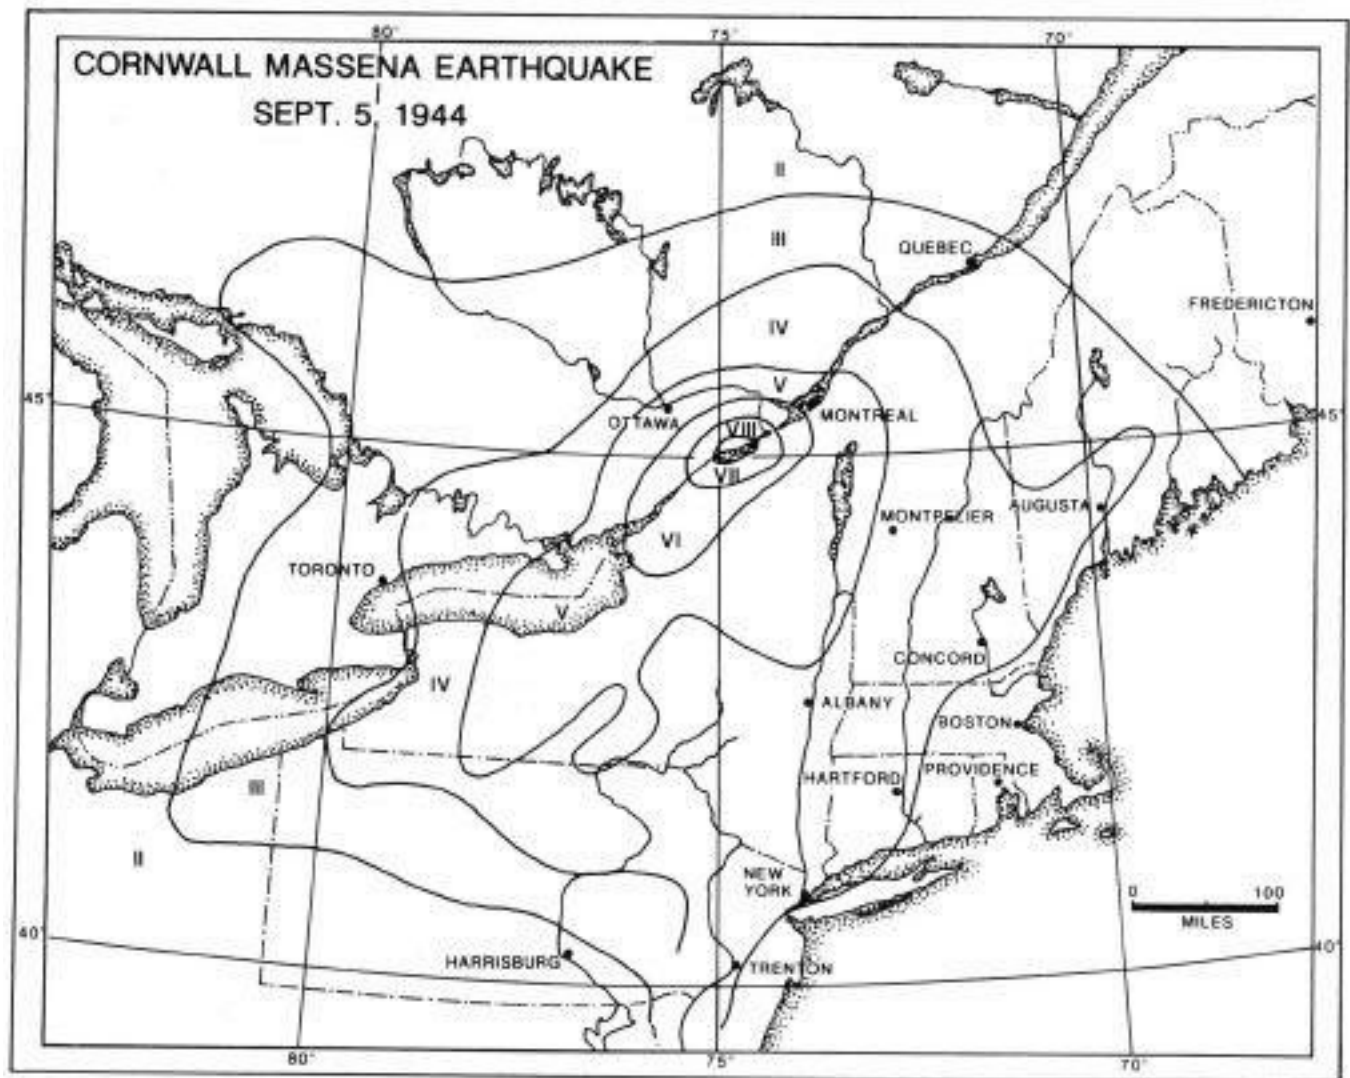 80°
75°
70°
CORNWALL MASSENA EARTHQUAKE
SEPT. 5, 1944
II
III
QUEBEC
FREDERICTON
IV
V
45°
OTTAWA
MONTREAL
45°
VIII
VII
AUGUSTA
MONTPELIER
VI
TORONTO
V
CONCORD
IV
ALBANY
BOSTON
III
HARTFORD
PROVIDENCE
II
NEW
YORK
0 100
MILES
40°
40°
HARRISBURG
TRENTON
80°
75°
70°